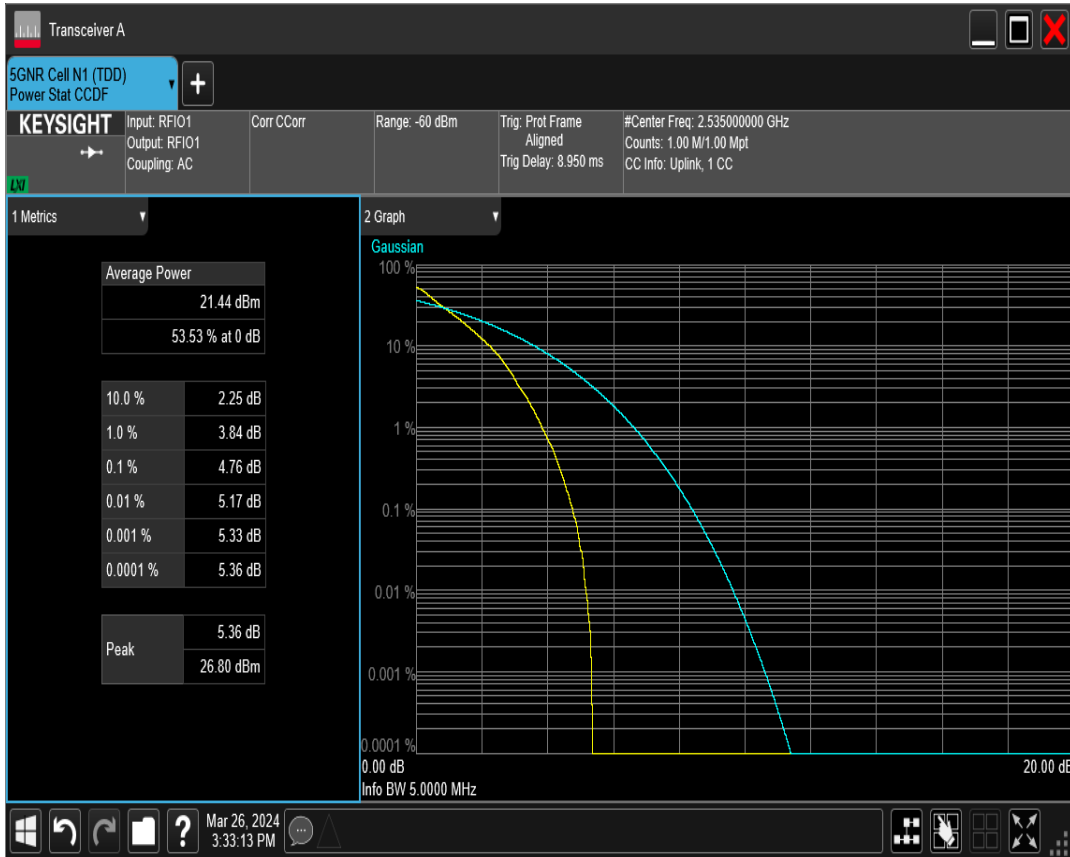 Transceiver A
5GNR Cell N1 (TDD)
Power Stat CCDF
+
KEYSIGHT
LXI
Input: RFIO1
Output: RFIO1
Coupling: AC
Corr CCorr
Range: -60 dBm
Trig: Prot Frame
Aligned
Trig Delay: 8.950 ms
#Center Freq: 2.535000000 GHz
Counts: 1.00 M/1.00 Mpt
CC Info: Uplink, 1 CC
1 Metrics
Average Power
21.44 dBm
53.53 % at 0 dB
10.0 % 2.25 dB
1.0 % 3.84 dB
0.1 % 4.76 dB
0.01 % 5.17 dB
0.001 % 5.33 dB
0.0001 % 5.36 dB
Peak
5.36 dB
26.80 dBm
2 Graph
Gaussian
100 %
10 %
1 %
0.1 %
0.01 %
0.001 %
0.0001 %
0.00 dB 20.00 dB
Info BW 5.0000 MHz
?
Mar 26, 2024
3:33:13 PM